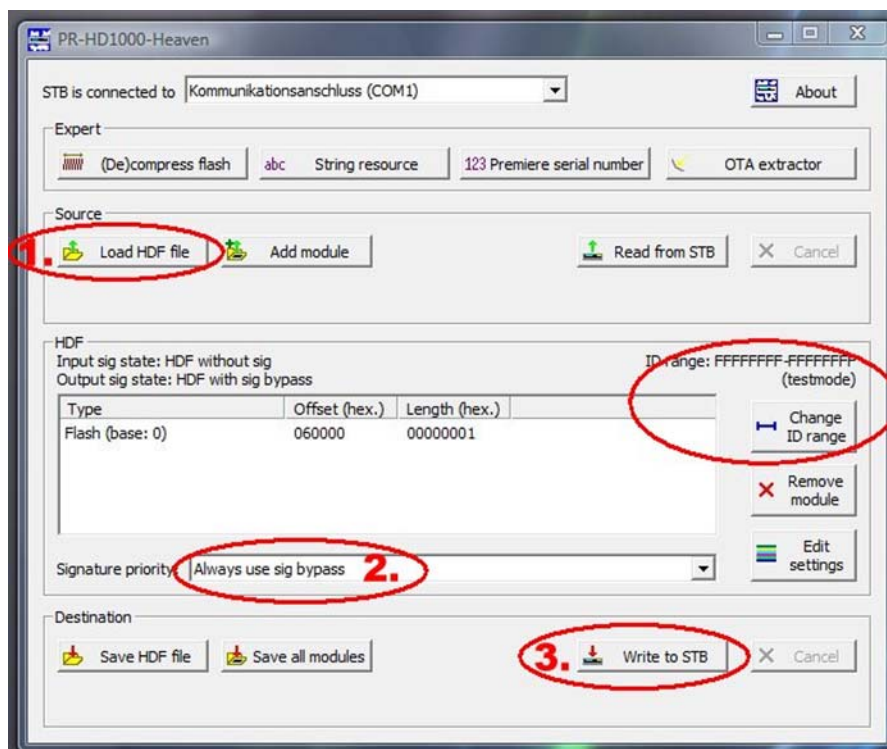 PR-HD1000-Heaven
STB is connected to Kommunikationsanschluss (COM1) About
Expert
(De)compress flash abc String resource 123 Premiere serial number OTA extractor
Source
1. Load HDF file Add module Read from STB Cancel
HDF
Input sig state: HDF without sig ID range: FFFFFFFF-FFFFFFFF
Output sig state: HDF with sig bypass (testmode)
Type Offset (hex.) Length (hex.)
Flash (base: 0) 060000 00000001
Change
ID range
Remove
module
Edit
settings
Signature priority: Always use sig bypass 2.
Destination
Save HDF file Save all modules 3. Write to STB Cancel